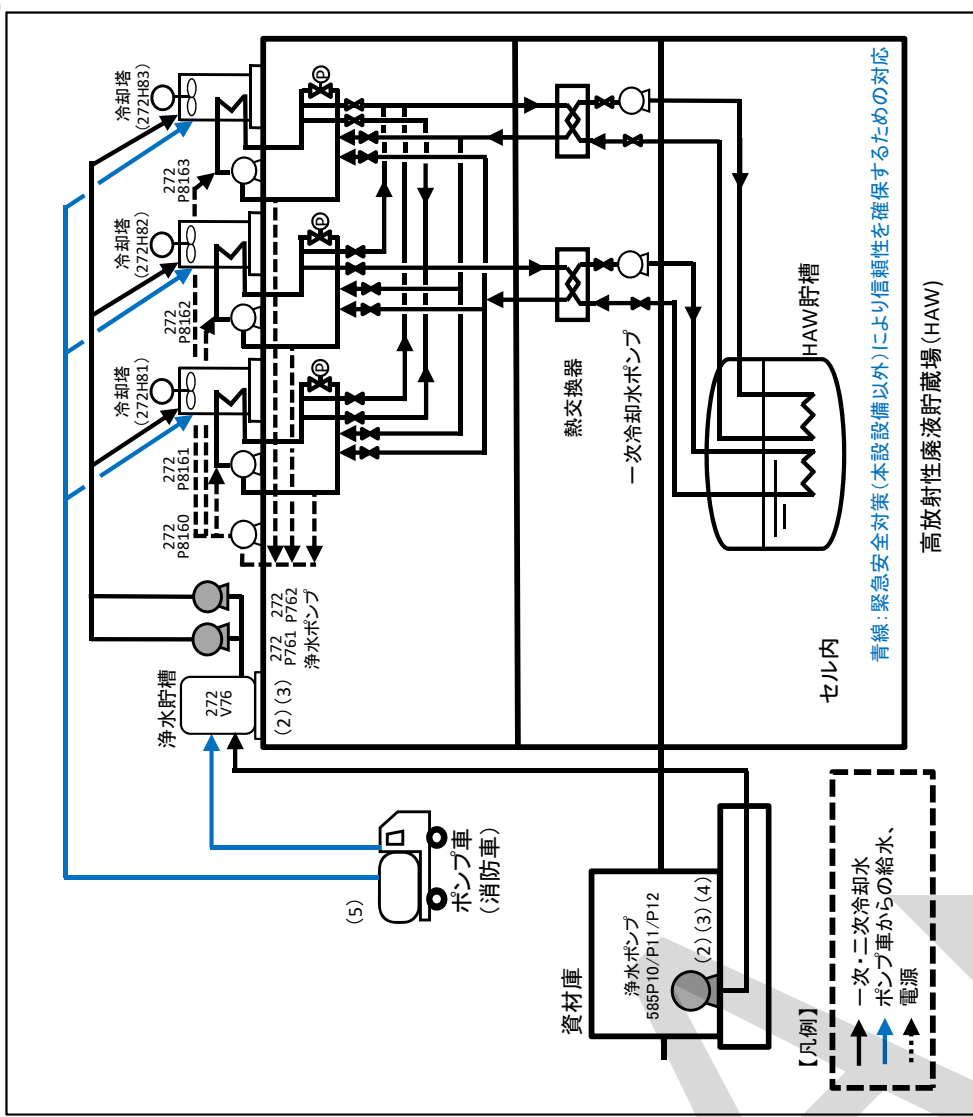 冷却塔
(272H81)
冷却塔
(272H82)
冷却塔
(272H83)
272
P8160
272
P8161
272
P8162
272
P8163
P
P
P
浄水貯槽
272
V76
(2)(3)
272
P761
272
P762
浄水ポンプ
(5)
ポンプ車
(消防車)
熱交換器
一次冷却水ポンプ
資材庫
浄水ポンプ
585P10/P11/P12
(2)(3)(4)
HAW貯槽
セル内
青線:緊急安全対策(本設設備以外)により信頼性を確保するための対応
高放射性廃液貯蔵場(HAW)
【凡例】
一次・二次冷却水
ポンプ車からの給水、
電源